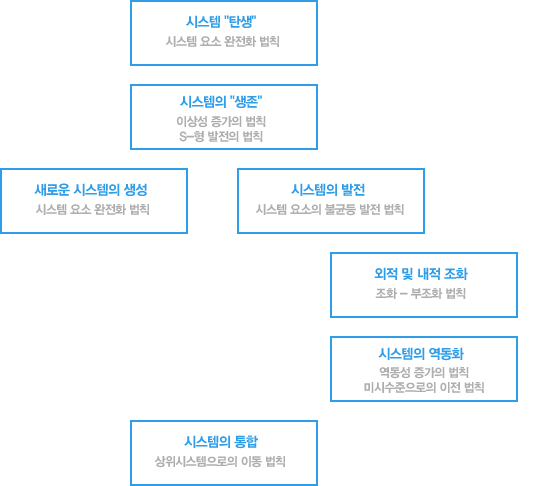 시스템 "탄생"
시스템 요소 완전화 법칙
시스템의 "생존"
이상성 증가의 법칙
S-형 발전의 법칙
새로운 시스템의 생성
시스템 요소 완전화 법칙
시스템의 발전
시스템 요소의 불균등 발전 법칙
외적 및 내적 조화
조화 - 부조화 법칙
시스템의 역동화
역동성 증가의 법칙
미시수준으로의 이전 법칙
시스템의 통합
상위시스템으로의 이동 법칙